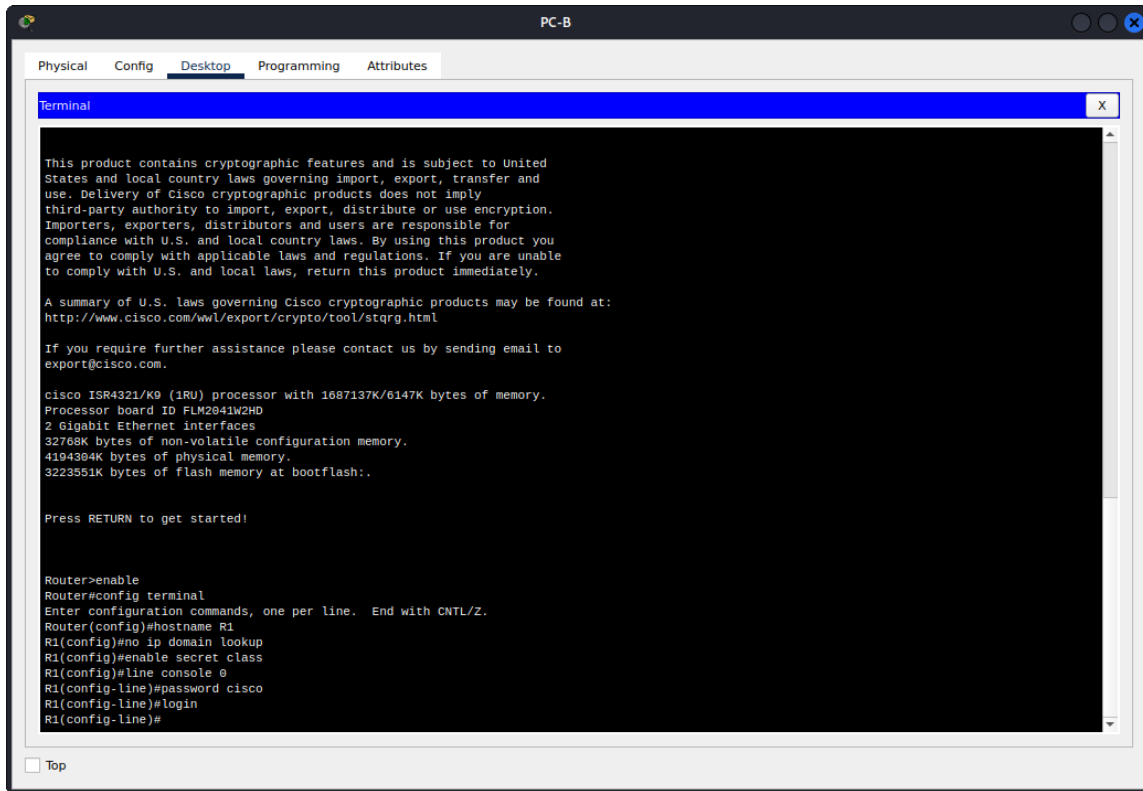 PC-B
Physical Config Desktop Programming Attributes
Terminal X
This product contains cryptographic features and is subject to United
States and local country laws governing import, export, transfer and
use. Delivery of Cisco cryptographic products does not imply
third-party authority to import, export, distribute or use encryption.
Importers, exporters, distributors and users are responsible for
compliance with U.S. and local country laws. By using this product you
agree to comply with applicable laws and regulations. If you are unable
to comply with U.S. and local laws, return this product immediately.
A summary of U.S. laws governing Cisco cryptographic products may be found at:
http://www.cisco.com/wwl/export/crypto/tool/stqrg.html
If you require further assistance please contact us by sending email to
export@cisco.com.
cisco ISR4321/K9 (1RU) processor with 1687137K/6147K bytes of memory.
Processor board ID FLM2041W2HD
2 Gigabit Ethernet interfaces
32768K bytes of non-volatile configuration memory.
4194304K bytes of physical memory.
3223551K bytes of flash memory at bootflash:.
Press RETURN to get started!
Router>enable
Router#config terminal
Enter configuration commands, one per line.  End with CNTL/Z.
Router(config)#hostname R1
R1(config)#no ip domain lookup
R1(config)#enable secret class
R1(config)#line console 0
R1(config-line)#password cisco
R1(config-line)#login
R1(config-line)#
Top